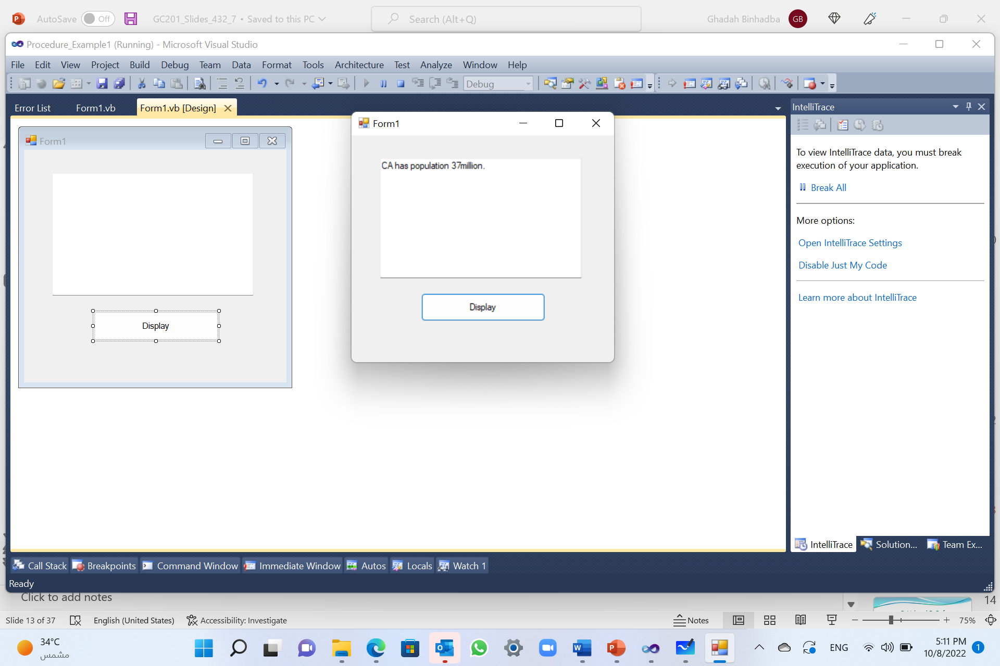 AutoSave Off GC201_Slides_432_7 • Saved to this PC Search (Alt+Q) Ghadah Binhadba GB
Procedure_Example1 (Running) - Microsoft Visual Studio
File Edit View Project Build Debug Team Data Format Tools Architecture Test Analyze Window Help
Debug
Error List Form1.vb Form1.vb [Design]
Form1
Display
Form1
CA has population 37million.
Display
IntelliTrace
To view IntelliTrace data, you must break
execution of your application.
Break All
More options:
Open IntelliTrace Settings
Disable Just My Code
Learn more about IntelliTrace
IntelliTrace Solution... Team Ex...
Call Stack Breakpoints Command Window Immediate Window Autos Locals Watch 1
Ready
Click to add notes
14
Slide 13 of 37 English (United States) Accessibility: Investigate Notes 75%
34°C
مشمس
ENG
5:11 PM
10/8/2022
1